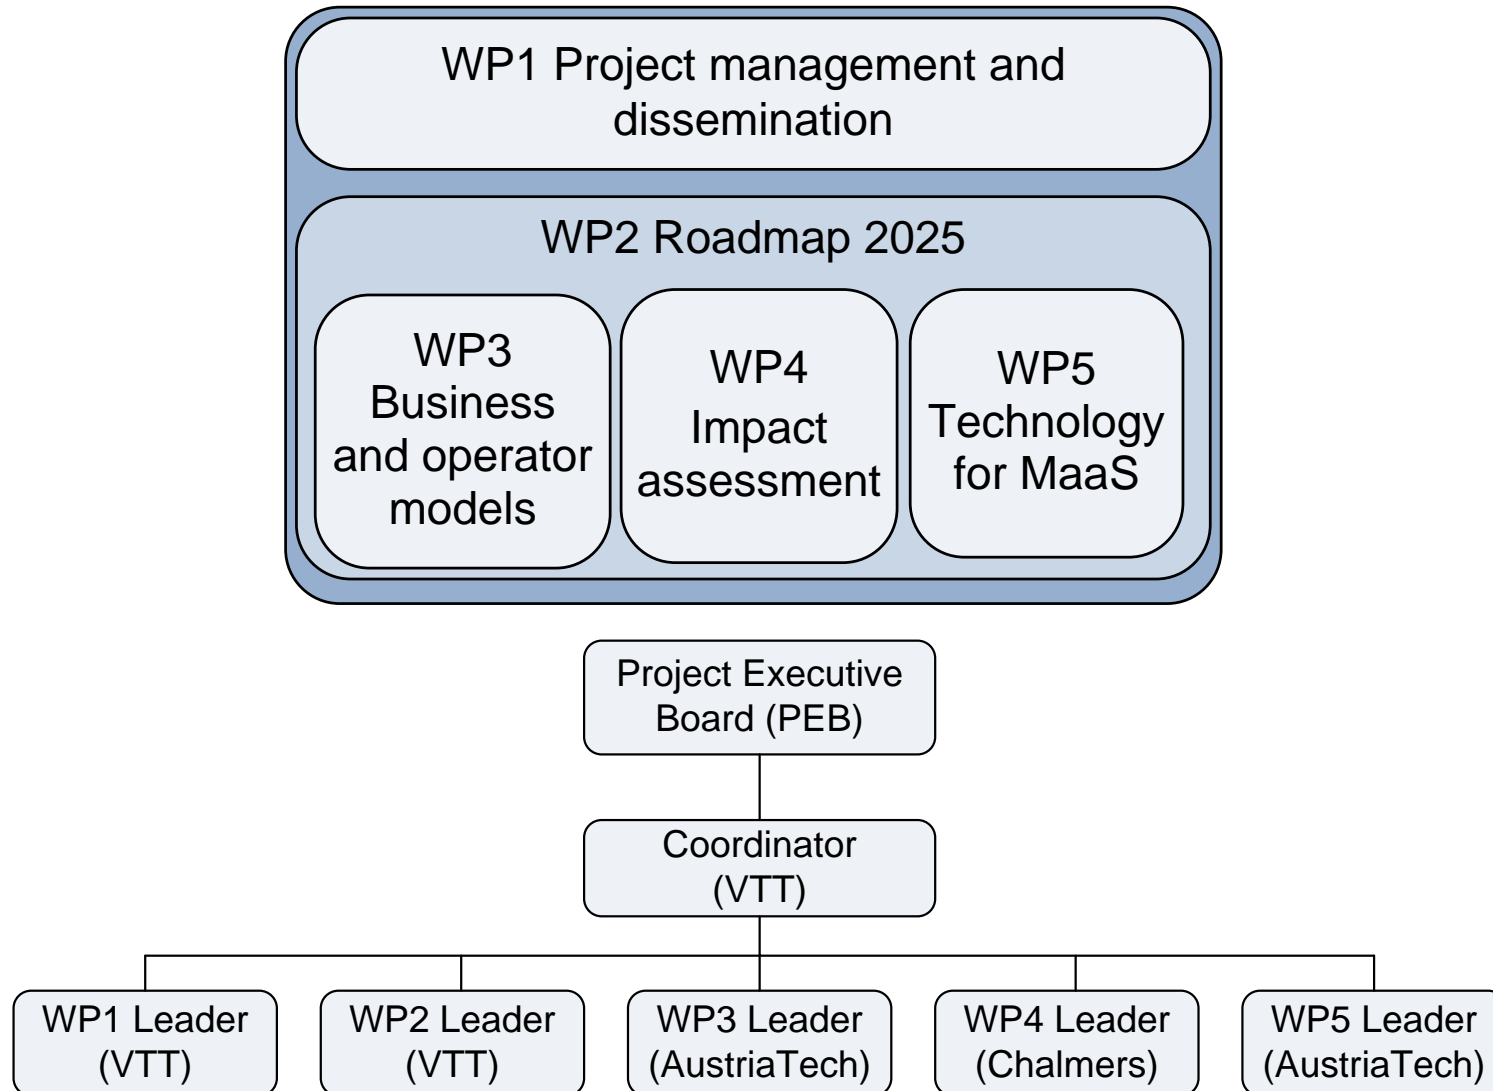 WP1 Project management and
dissemination
WP2 Roadmap 2025
WP3
Business
and operator
models
WP4
Impact
assessment
WP5
Technology
for MaaS
Project Executive
Board (PEB)
Coordinator
(VTT)
WP1 Leader
(VTT)
WP2 Leader
(VTT)
WP3 Leader
(AustriaTech)
WP4 Leader
(Chalmers)
WP5 Leader
(AustriaTech)